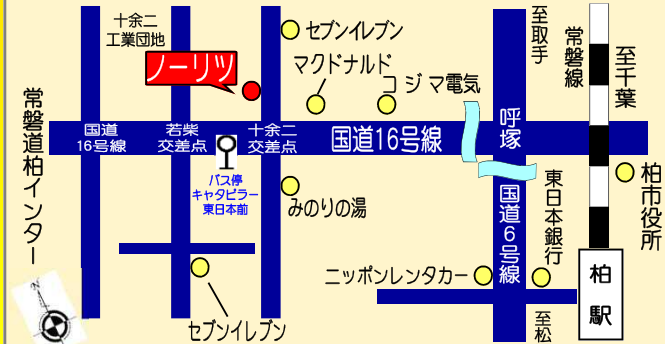 十余二
工業団地
セブンイレブン
至取手
常磐線
至千葉
ノーリツ
マクドナルド
コジマ電気
常磐道柏インター
国道
16号線
若柴
交差点
十余二
交差点
国道16号線
呼塚
バス停
キャタピラー
東日本前
みのりの湯
国道6号線
東日本銀行
柏市役所
ニッポンレンタカー
柏駅
セブンイレブン
至松
N